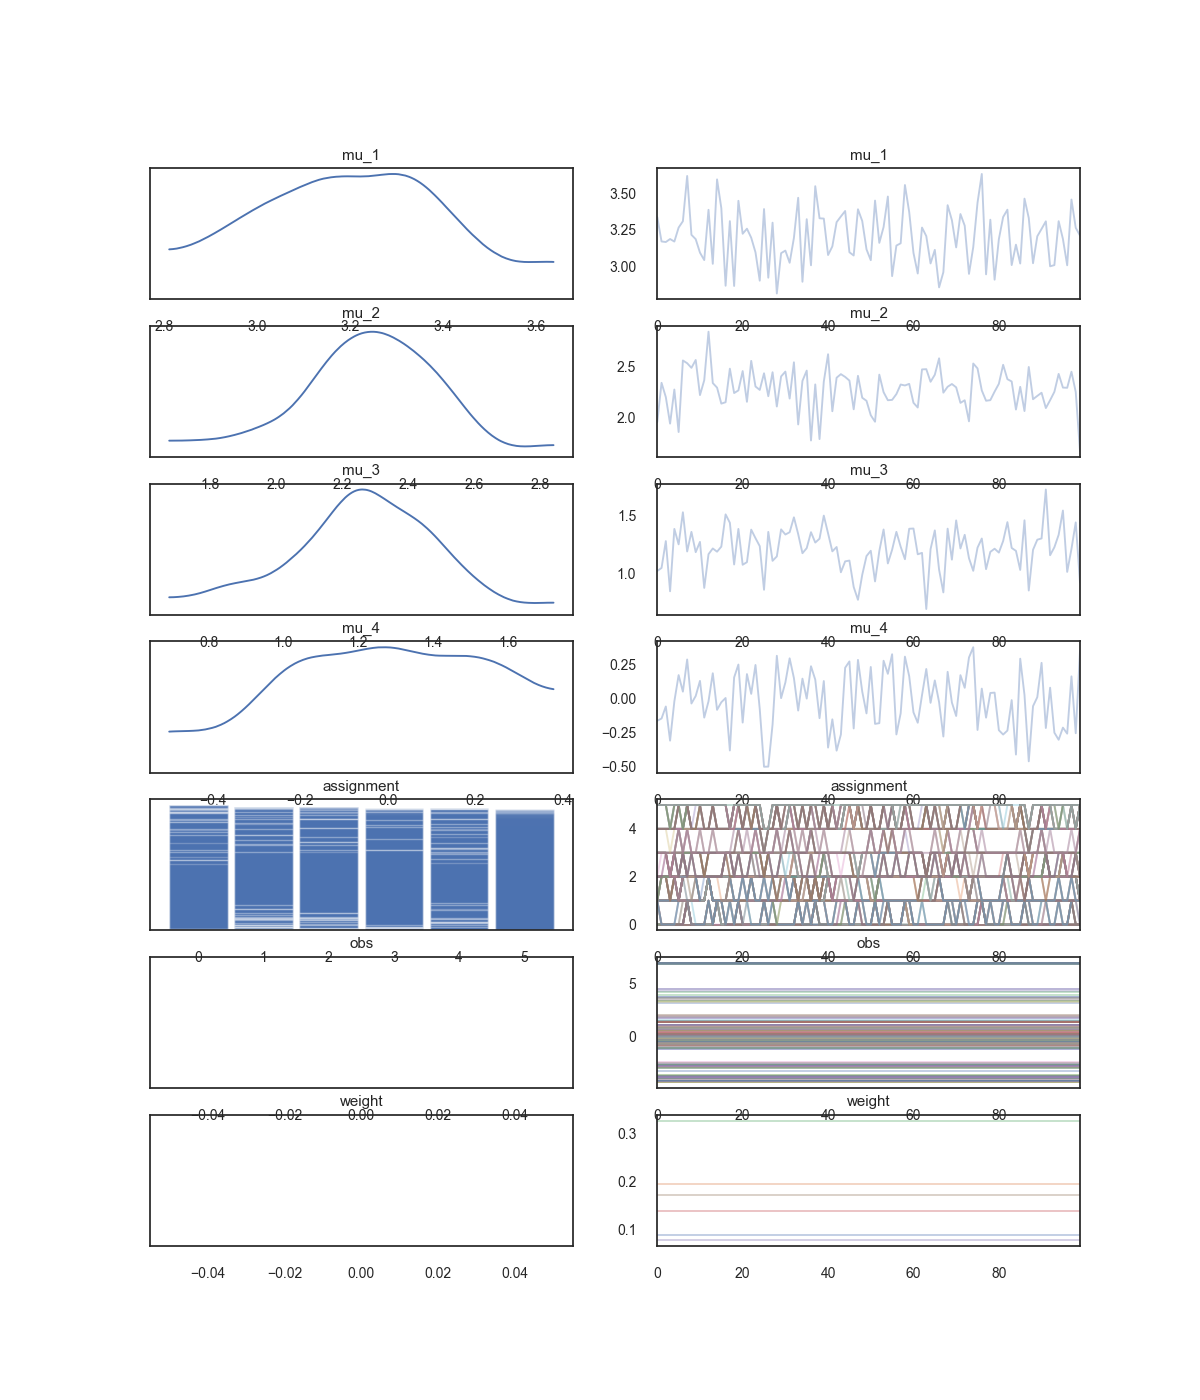 mu_1 mu_1
3.50
3.25
3.00
2.8 3.0 3.2 3.4 3.6 0 20 40 60 80
mu_2 mu_2
2.5
2.0
1.8 2.0 2.2 2.4 2.6 2.8 0 20 40 60 80
mu_3 mu_3
1.5
1.0
0.8 1.0 1.2 1.4 1.6 0 20 40 60 80
mu_4 mu_4
0.25
0.00
−0.25
−0.50
−0.4 −0.2 0.0 0.2 0.4 0 20 40 60 80
assignment assignment
4
2
0
0 1 2 3 4 5 0 20 40 60 80
obs obs
5
0
−0.04 −0.02 0.00 0.02 0.04 0 20 40 60 80
weight weight
0.3
0.2
0.1
−0.04 −0.02 0.00 0.02 0.04 0 20 40 60 80